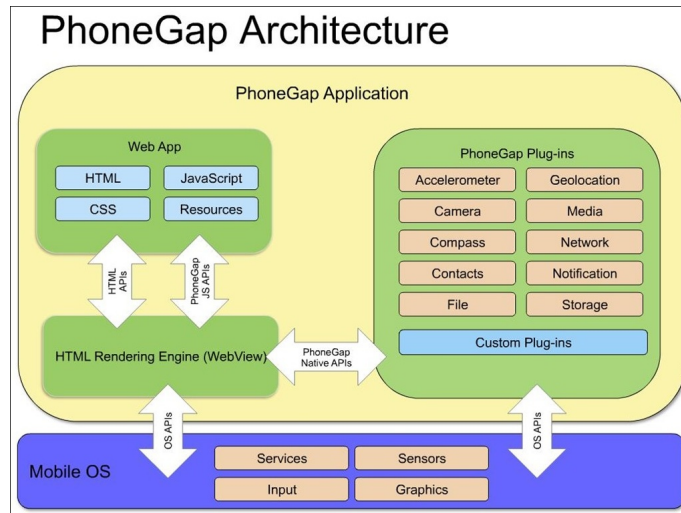 PhoneGap Architecture
PhoneGap Application
Web App
HTML
JavaScript
CSS
Resources
HTML
APIs
PhoneGap
JS APIs
HTML Rendering Engine (WebView)
PhoneGap
Native APIs
PhoneGap Plug-ins
Accelerometer
Geolocation
Camera
Media
Compass
Network
Contacts
Notification
File
Storage
Custom Plug-ins
OS APIs
OS APIs
Mobile OS
Services
Sensors
Input
Graphics